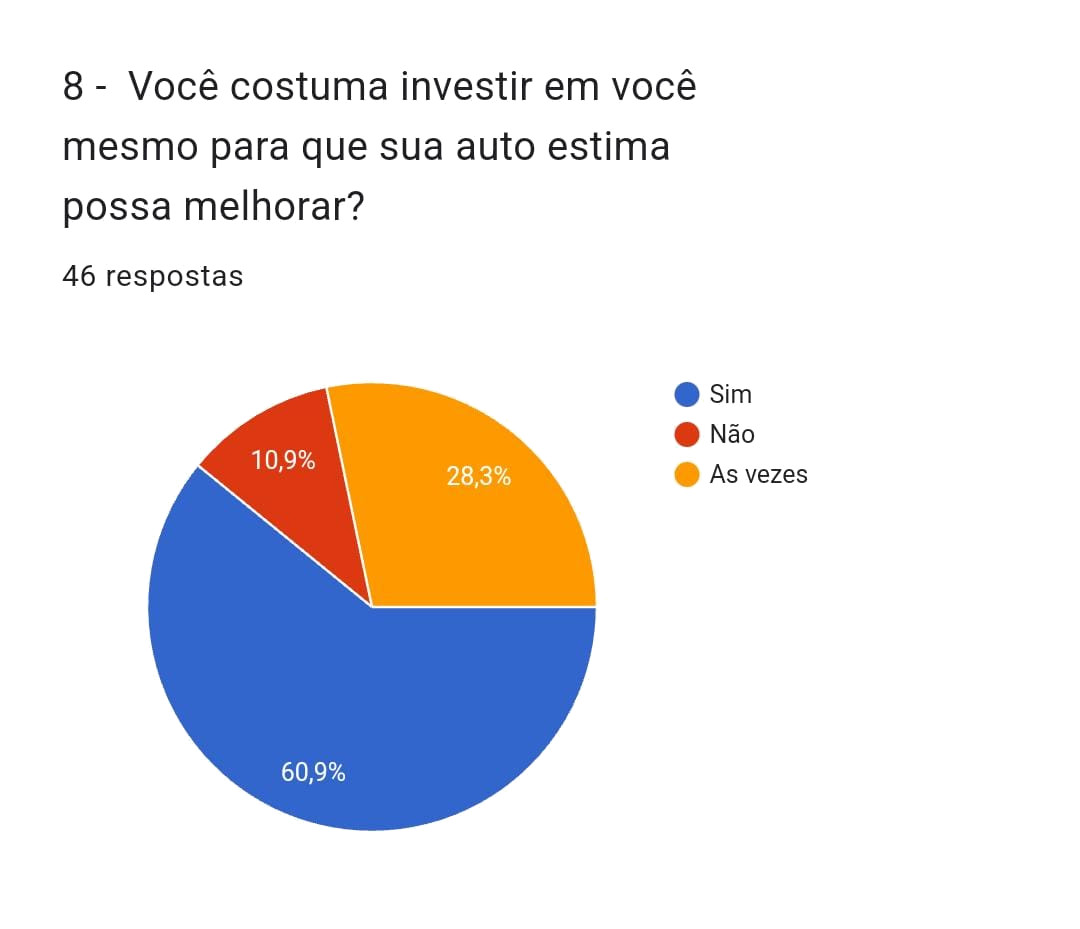 8 -  Você costuma investir em você
mesmo para que sua auto estima
possa melhorar?
46 respostas
Sim
Não
As vezes
10,9%
28,3%
60,9%